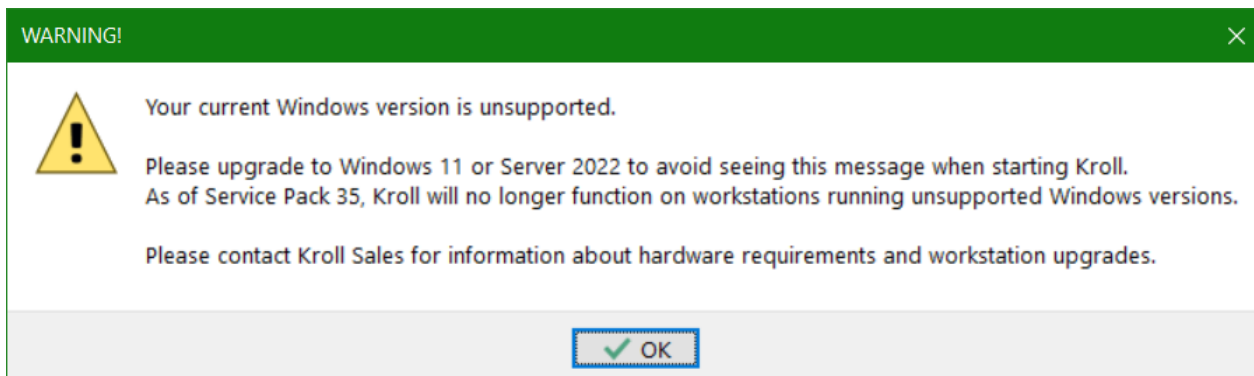 WARNING!
Your current Windows version is unsupported.
Please upgrade to Windows 11 or Server 2022 to avoid seeing this message when starting Kroll.
As of Service Pack 35, Kroll will no longer function on workstations running unsupported Windows versions.
Please contact Kroll Sales for information about hardware requirements and workstation upgrades.
OK